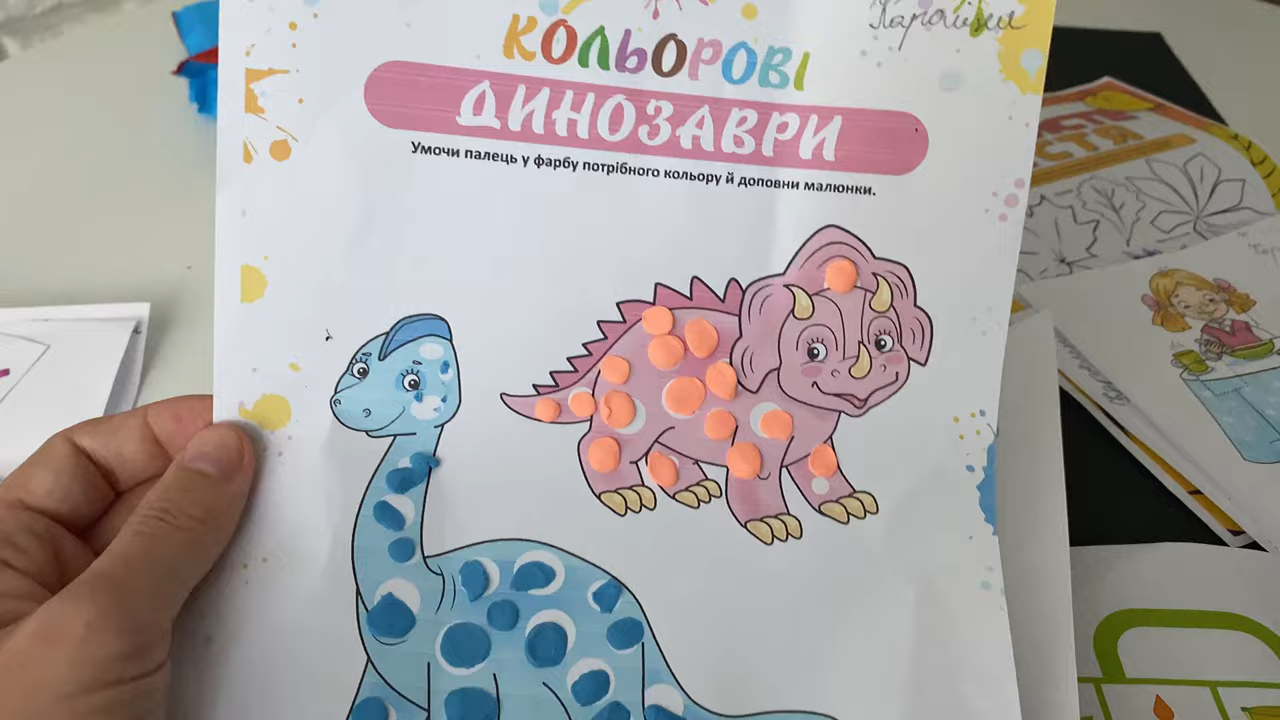 КОЛЬОРОВІ
ДИНОЗАВРИ
Умочи палець у фарбу потрібного кольору й доповни малюнки.